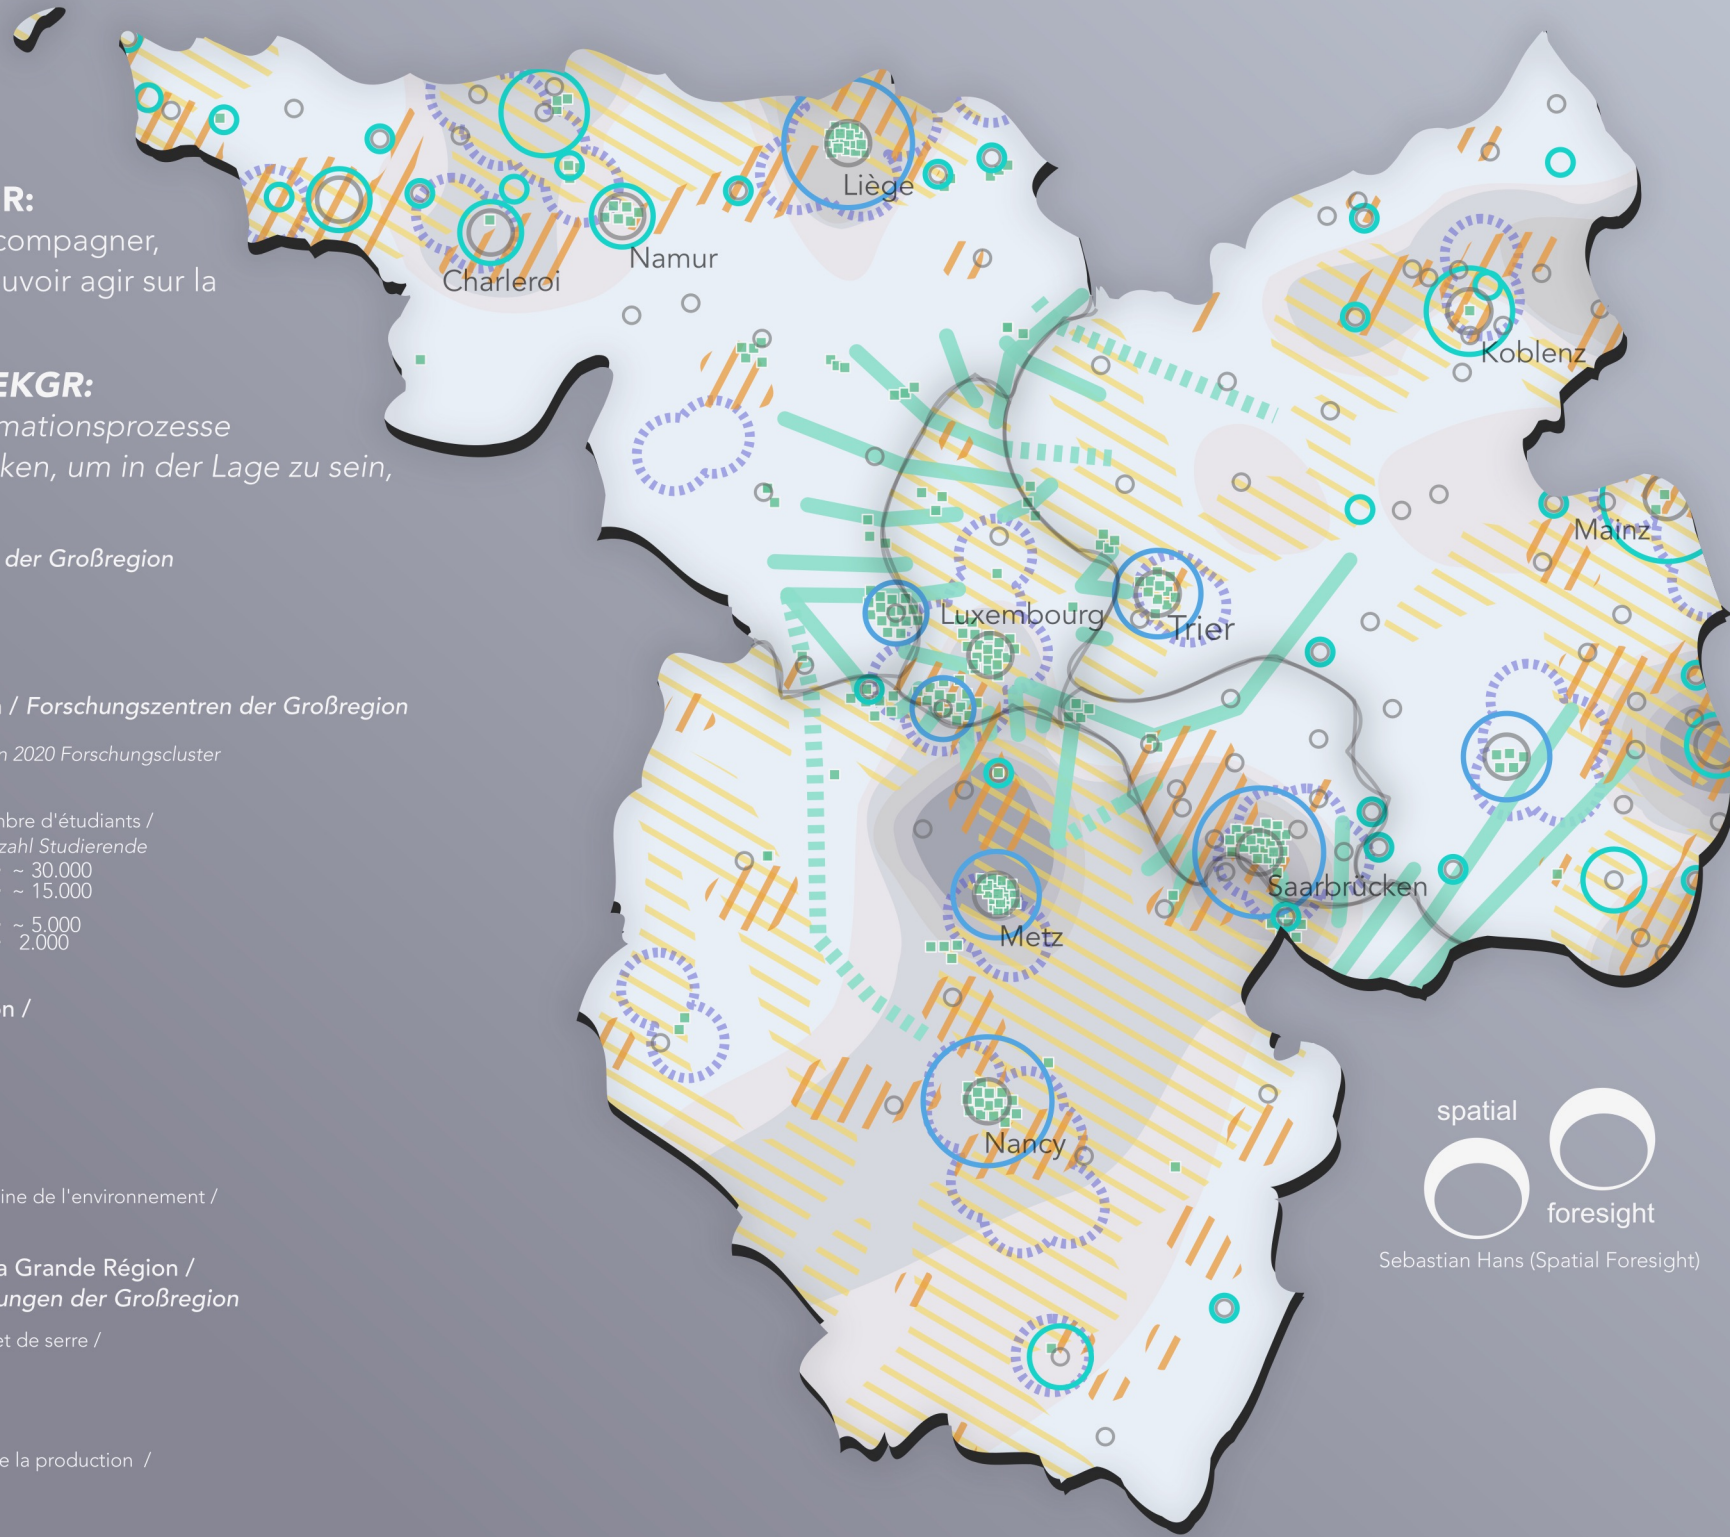 R:
compagner,
uvoir agir sur la
EKGR:
mationsprozesse
ken, um in der Lage zu sein,
der Großregion
/ Forschungszentren der Großregion
n 2020 Forschungscluster
nbre d'étudiants /
zahl Studierende
~ 30.000
~ 15.000
~ 5.000
2.000
on /
ine de l'environnement /
a Grande Région /
ungen der Großregion
et de serre /
e la production /
Liège
Namur
Charleroi
Koblenz
Mainz
Luxembourg
Trier
Saarbrücken
Metz
Nancy
spatial
foresight
Sebastian Hans (Spatial Foresight)